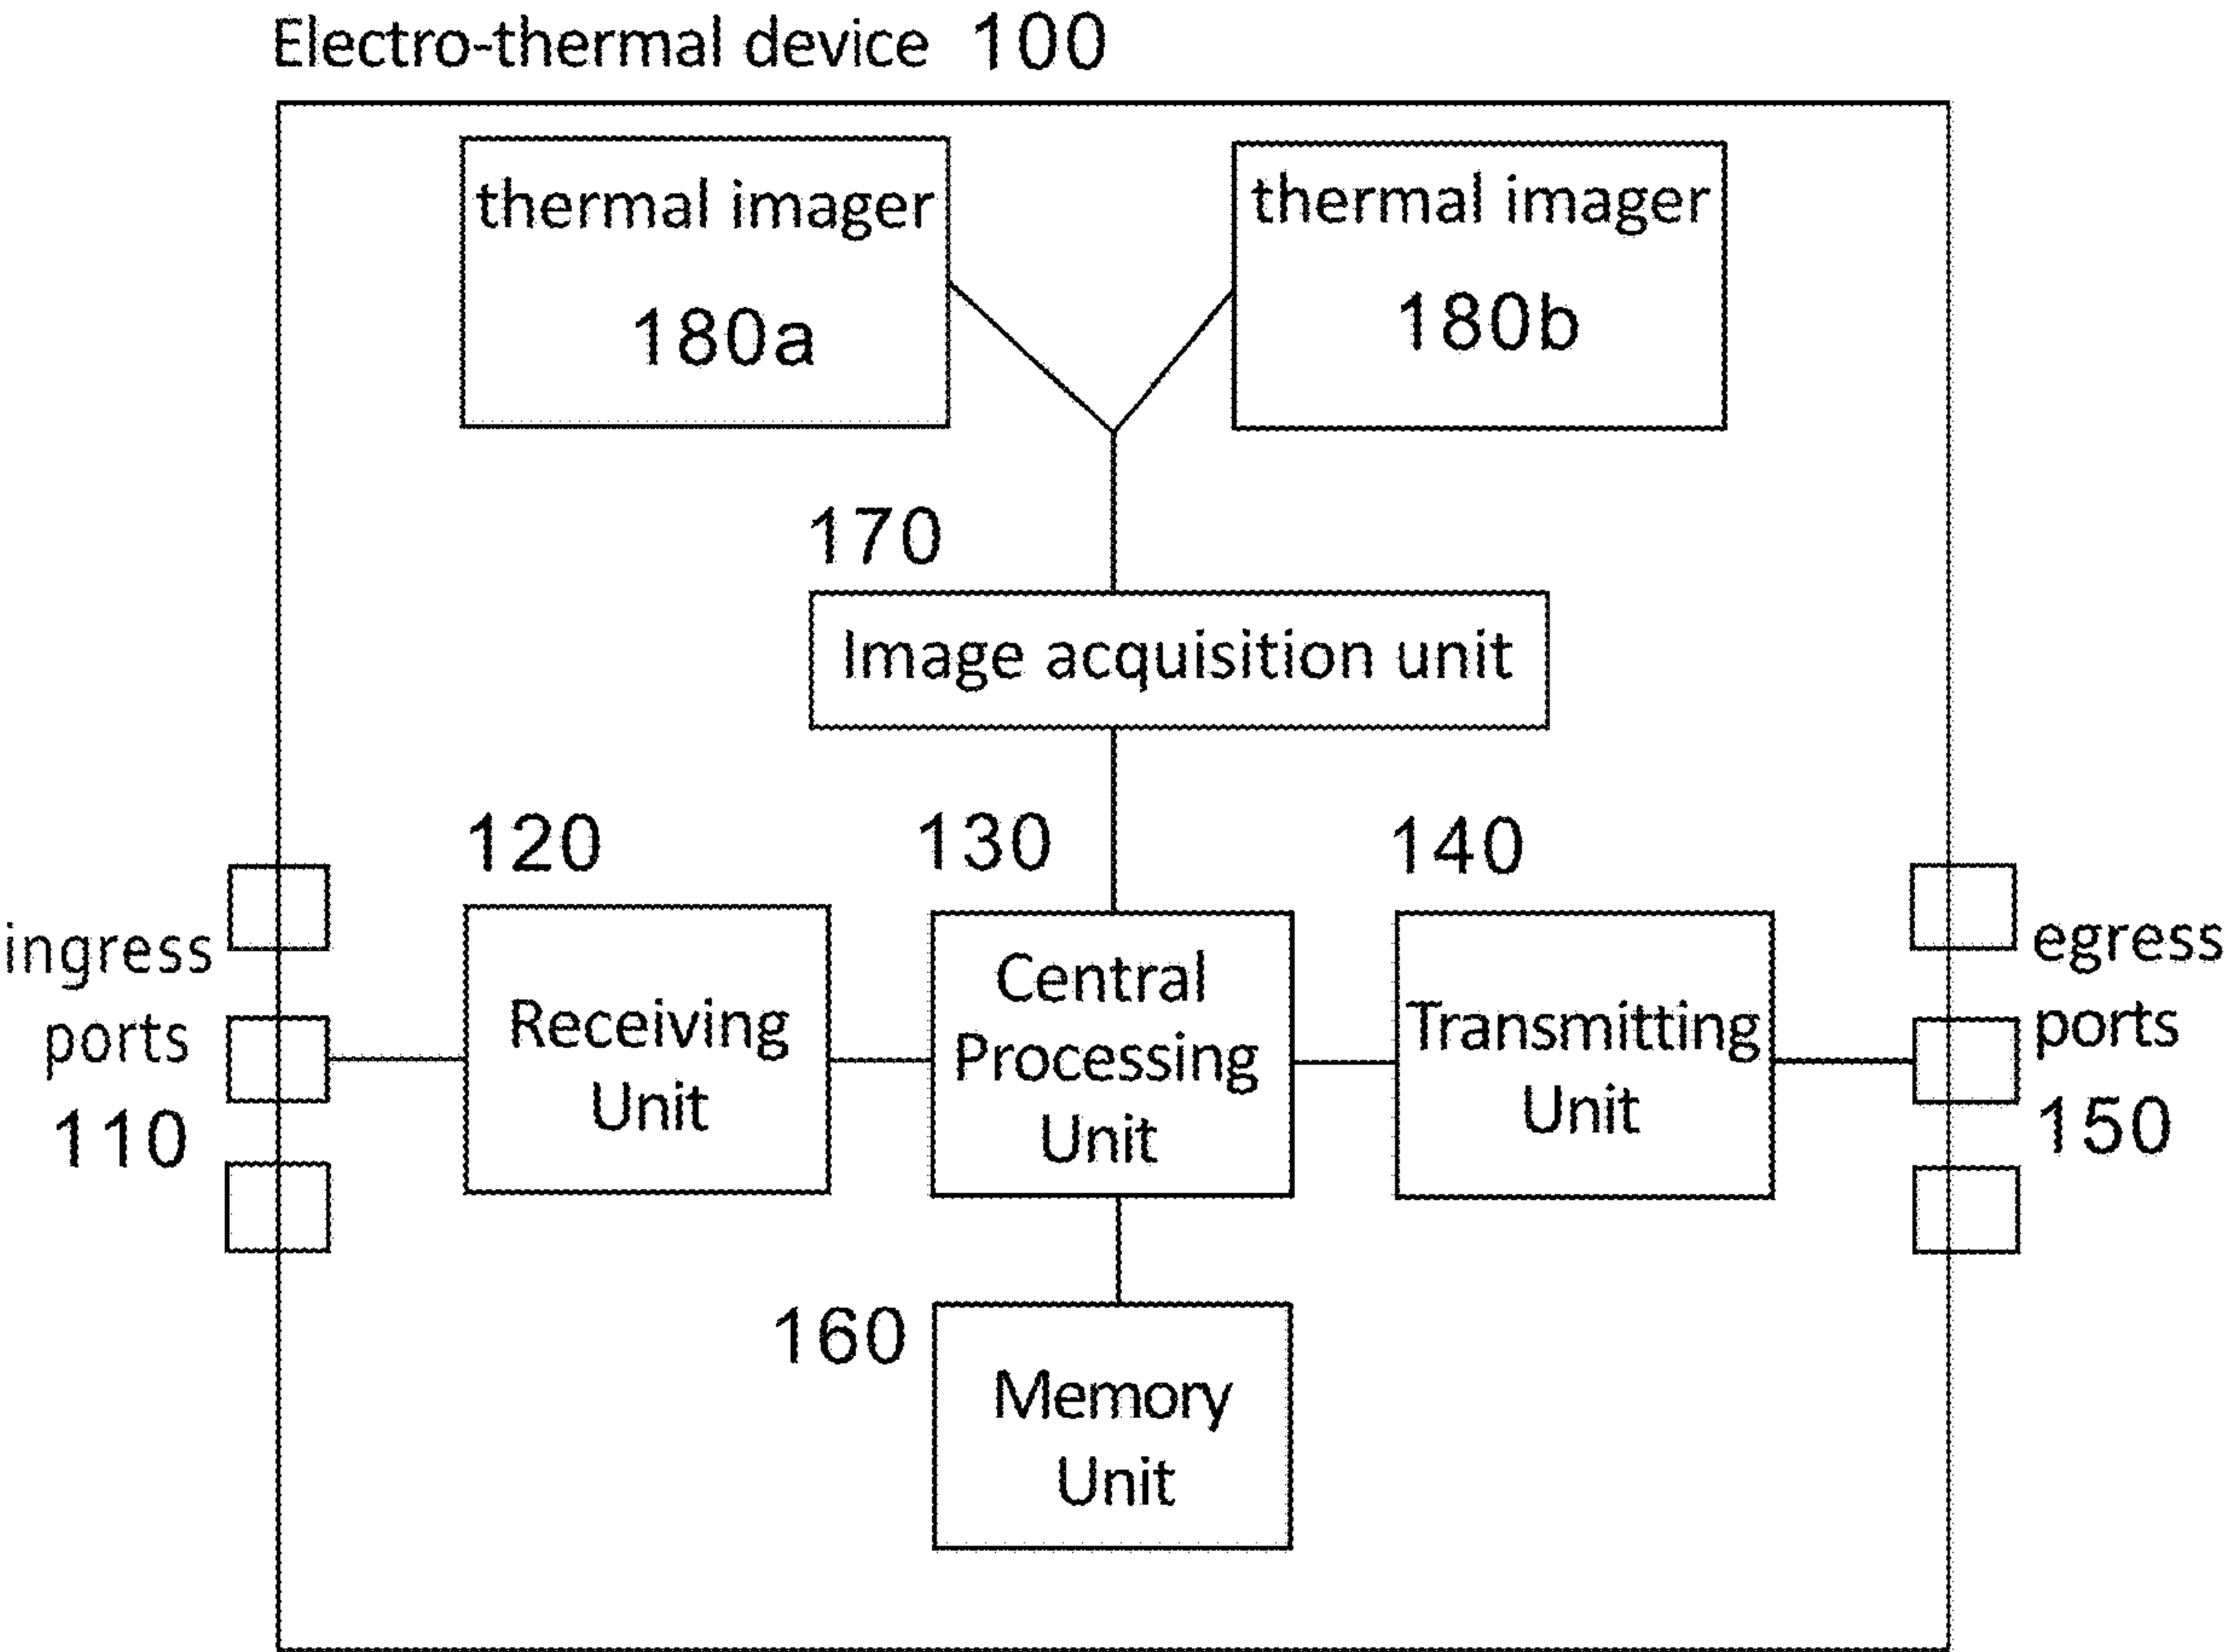 Electro-thermal device 100
thermal imager
180a
thermal imager
180b
170
Image acquisition unit
120
130
140
ingress
ports
110
Receiving
Unit
Central
Processing
Unit
Transmitting
Unit
egress
ports
150
160
Memory
Unit